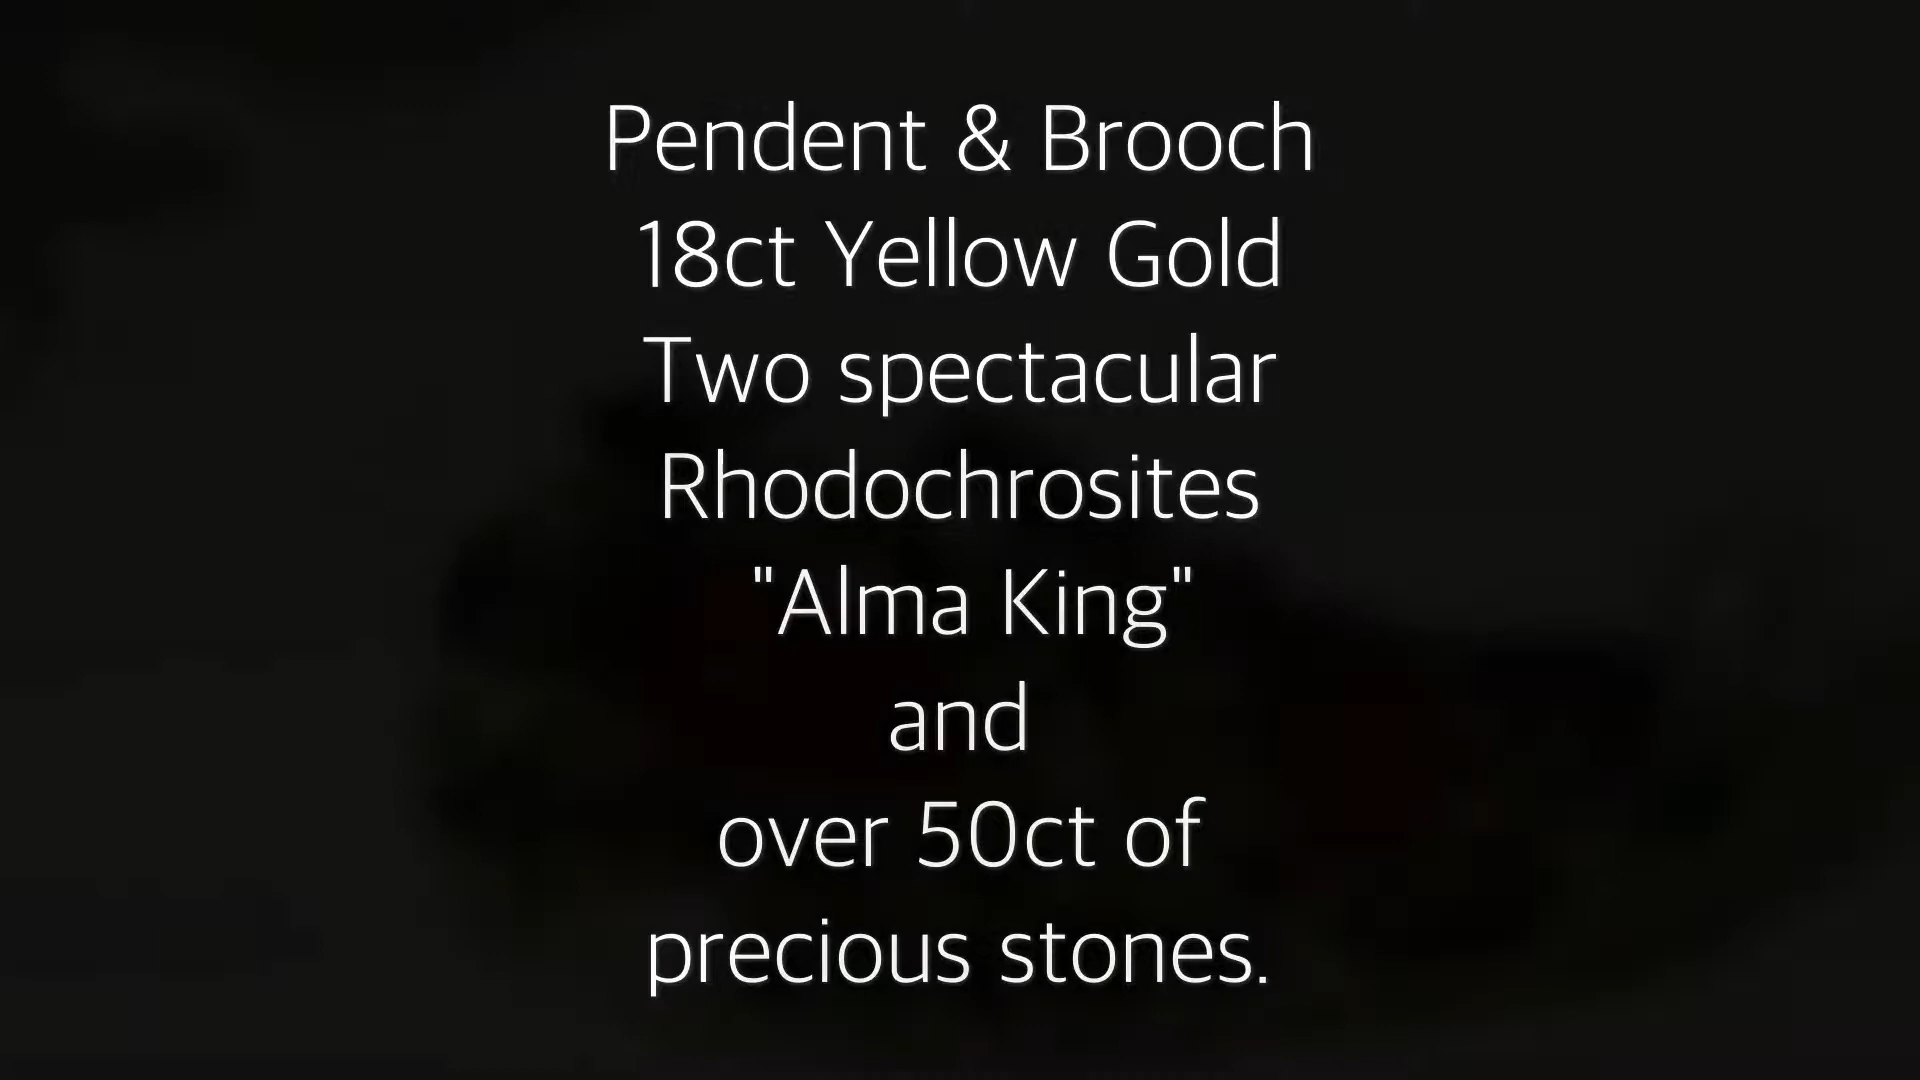 Pendent & Brooch
18ct Yellow Gold
Two spectacular
Rhodochrosites
"Alma King"
and
over 50ct of
precious stones.